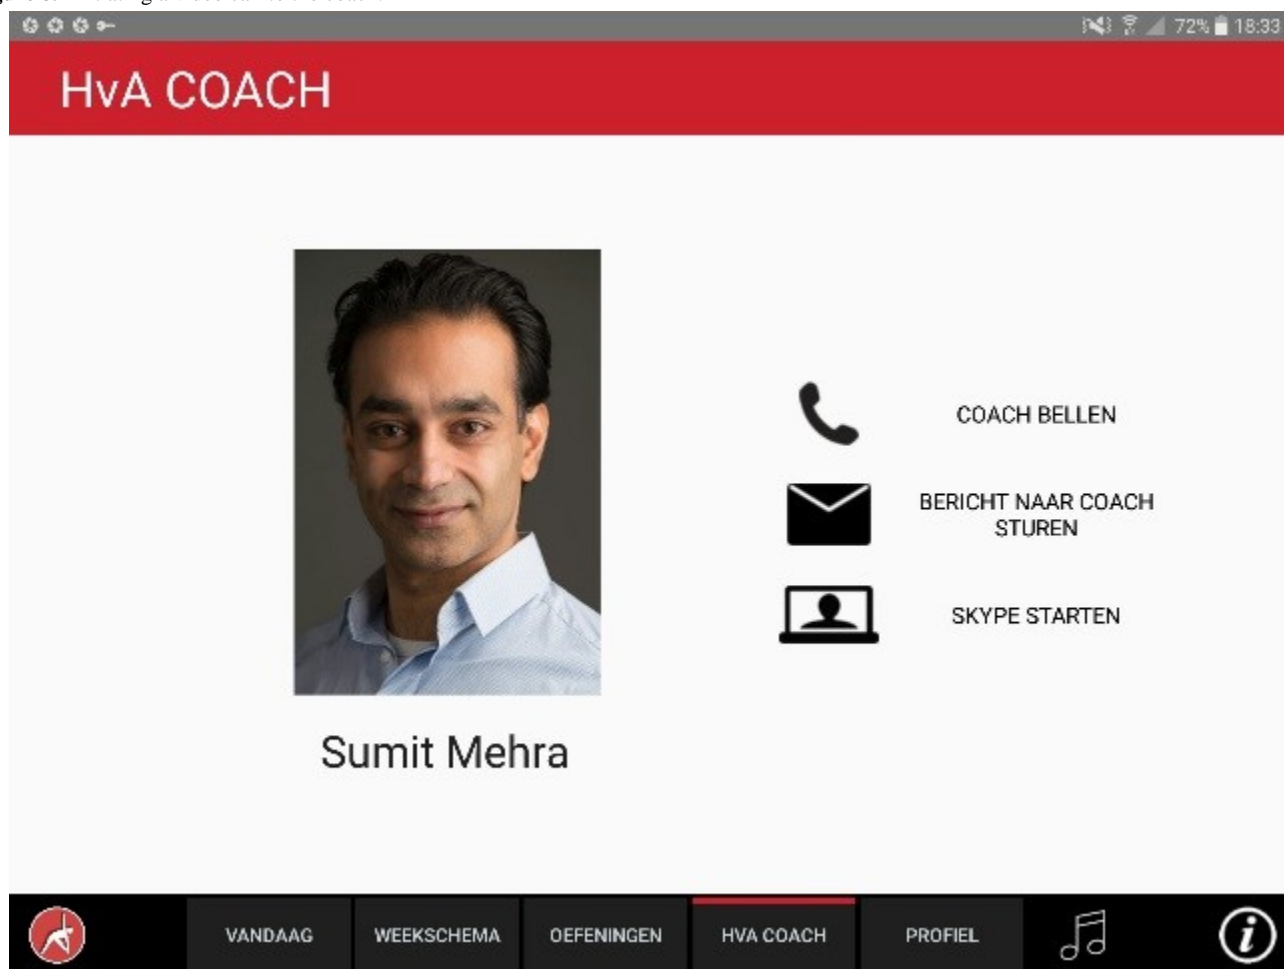 72% 18:33
HvA COACH
COACH BELLEN
BERICHT NAAR COACH
STUREN
SKYPE STARTEN
Sumit Mehra
VANDAAG WEEKSCHEMA OEFENINGEN HVA COACH PROFIEL